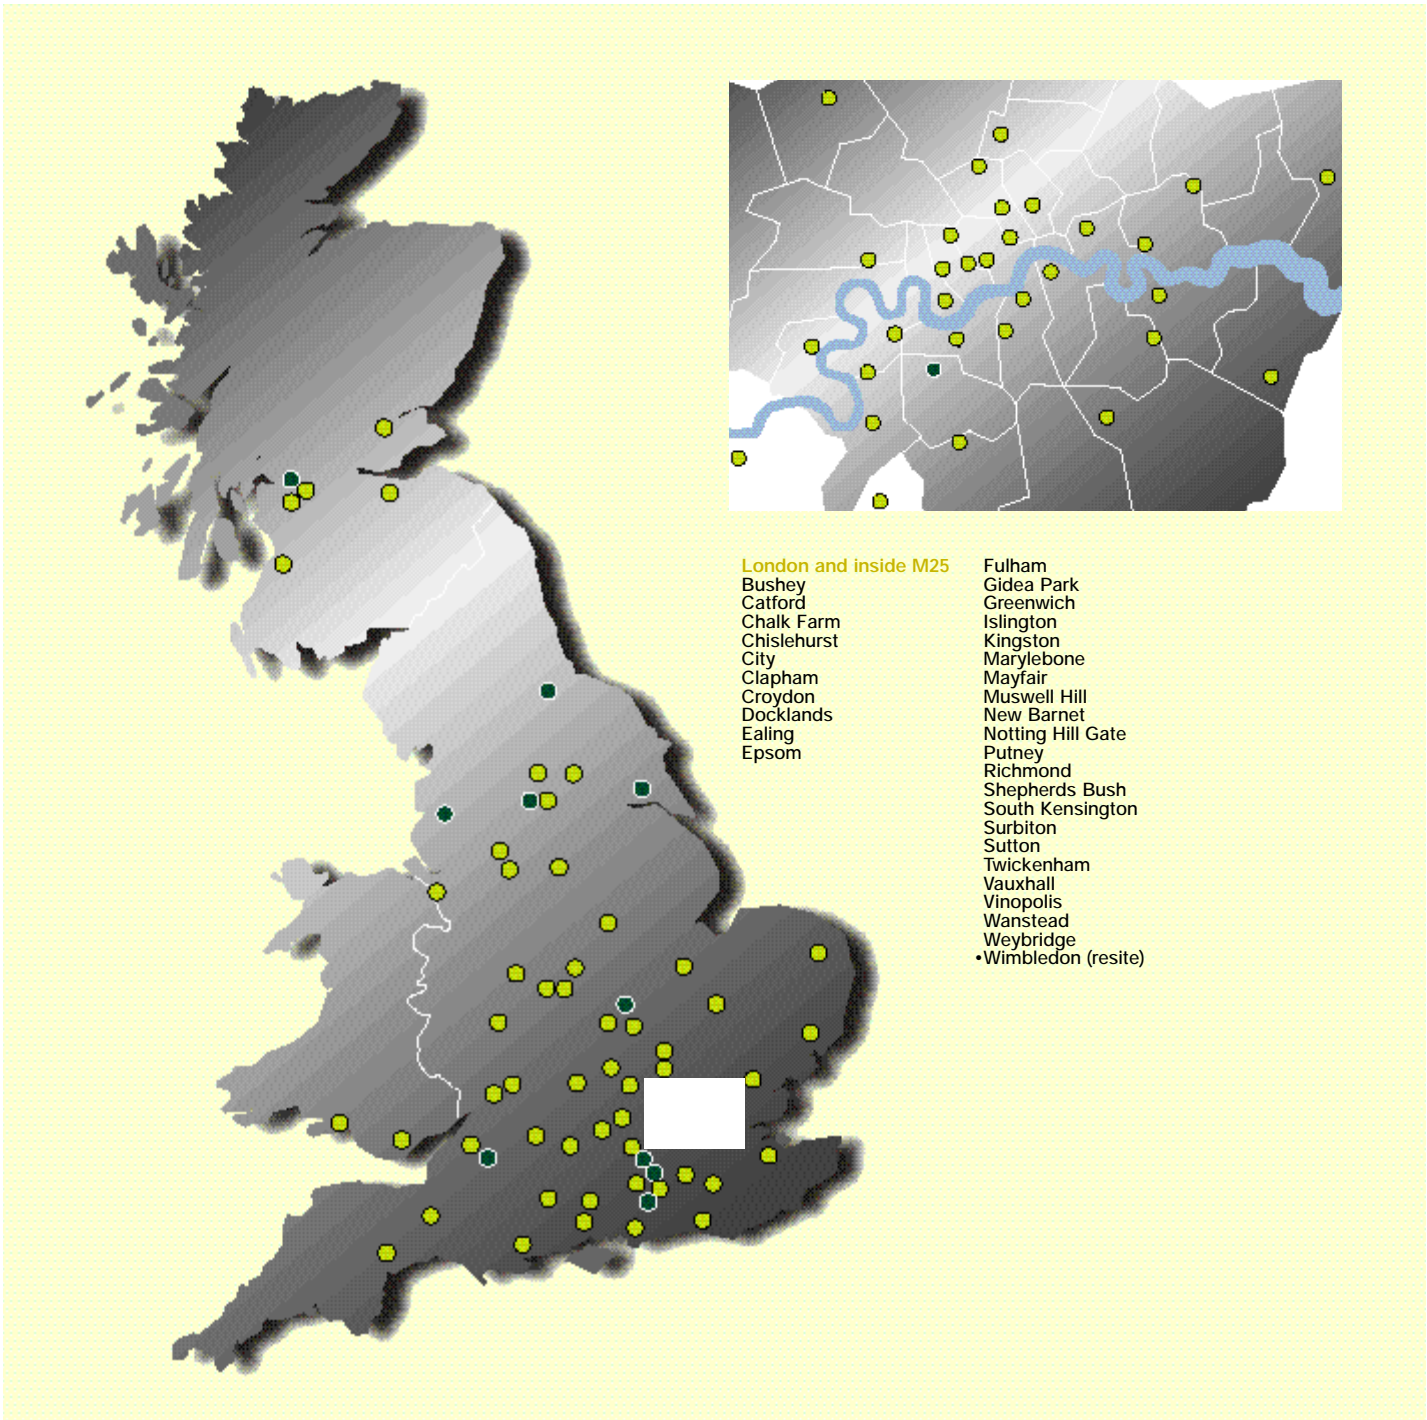 London and inside M25
Bushey
Catford
Chalk Farm
Chislehurst
City
Clapham
Croydon
Docklands
Ealing
Epsom
Fulham
Gidea Park
Greenwich
Islington
Kingston
Marylebone
Mayfair
Muswell Hill
New Barnet
Notting Hill Gate
Putney
Richmond
Shepherds Bush
South Kensington
Surbiton
Sutton
Twickenham
Vauxhall
Vinopolis
Wanstead
Weybridge
•Wimbledon (resite)